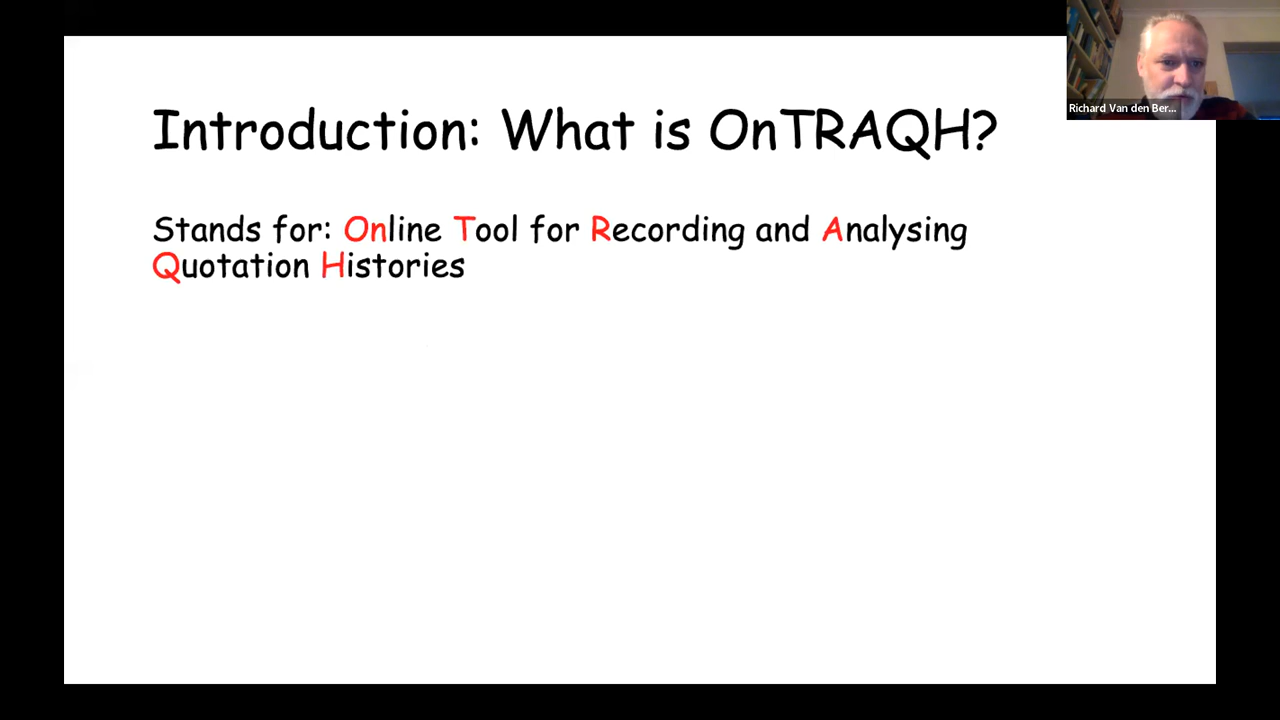 Richard Van den Ber...
Introduction: What is OnTRAQH?
Stands for: Online Tool for Recording and Analysing
Quotation Histories